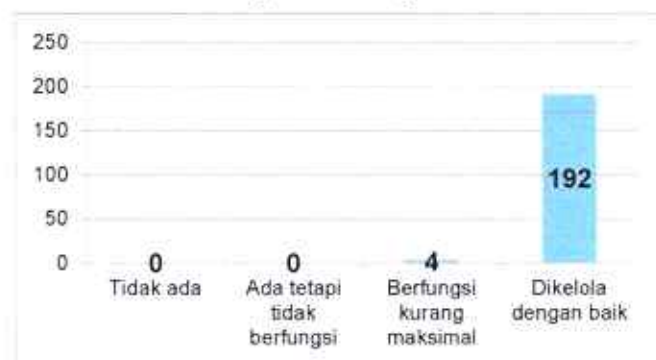 250
200
150
100
50
0
192
0
0
4
Tidak ada
Ada tetapi
tidak
berfungsi
Berfungsi
kurang
maksimal
Dikelola
dengan baik